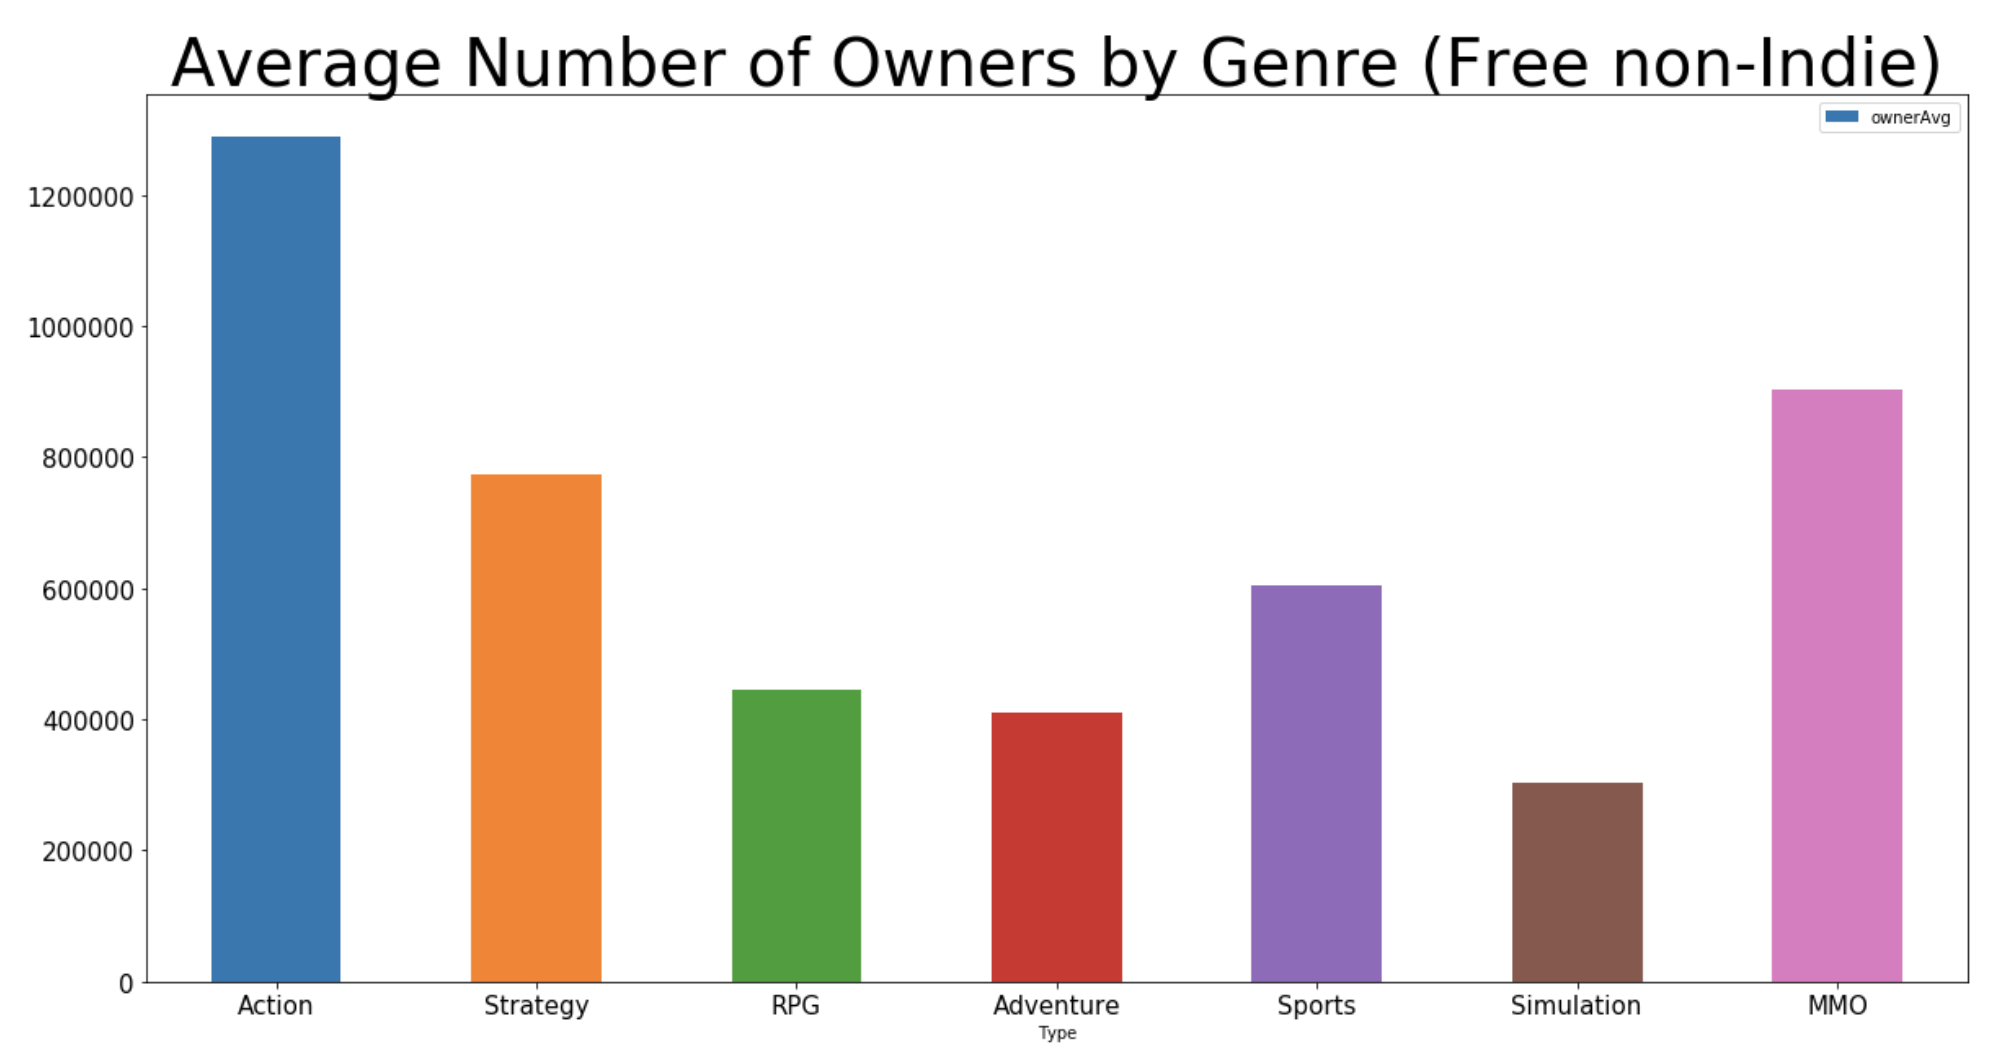 Average Number of Owners by Genre (Free non-Indie)
ownerAvg
1200000
1000000
800000
600000
400000
200000
0
Action Strategy RPG Adventure Sports Simulation MMO
Type